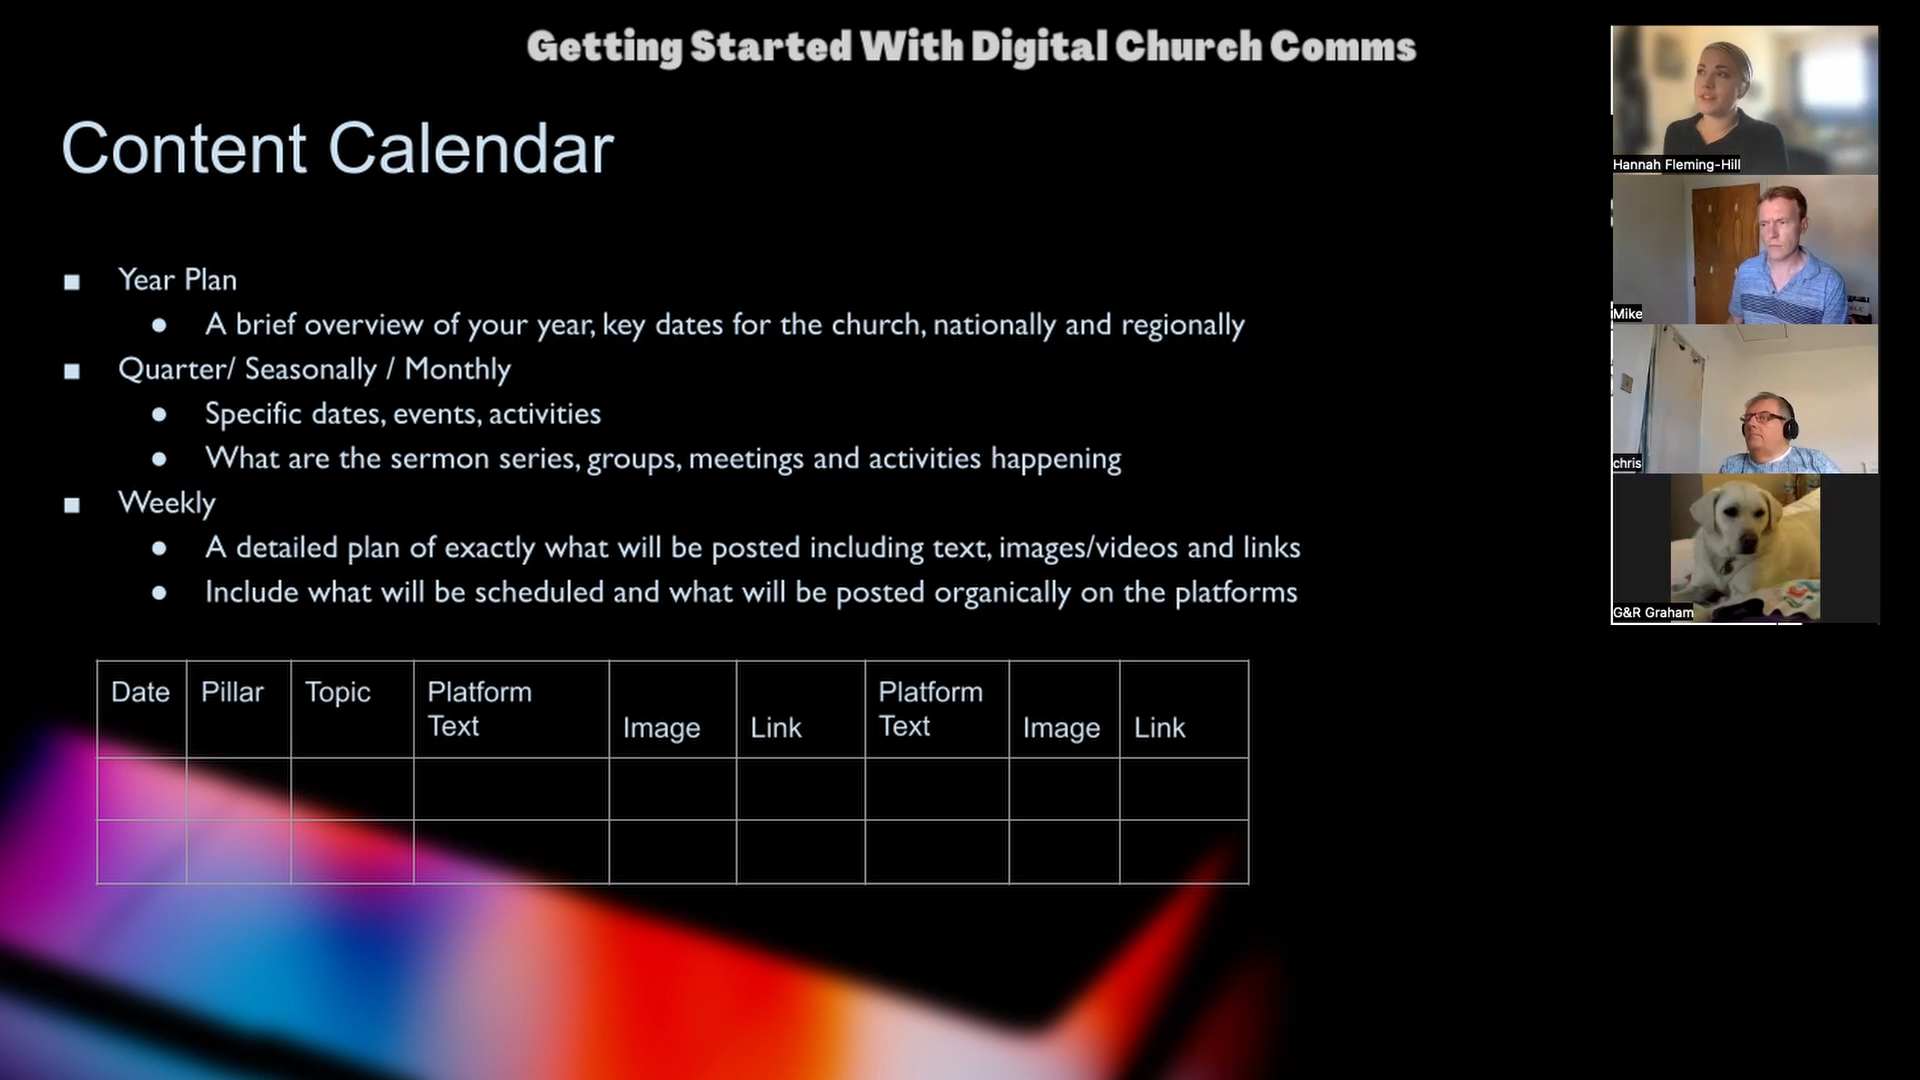 Getting Started With Digital Church Comms
Content Calendar
Year Plan
A brief overview of your year, key dates for the church, nationally and regionally
Quarter/ Seasonally / Monthly
Specific dates, events, activities
What are the sermon series, groups, meetings and activities happening
Weekly
A detailed plan of exactly what will be posted including text, images/videos and links
Include what will be scheduled and what will be posted organically on the platforms
Date Pillar Topic Platform Text Image Link Platform Text Image Link
Hannah Fleming-Hill
Mike
chris
G&R Graham